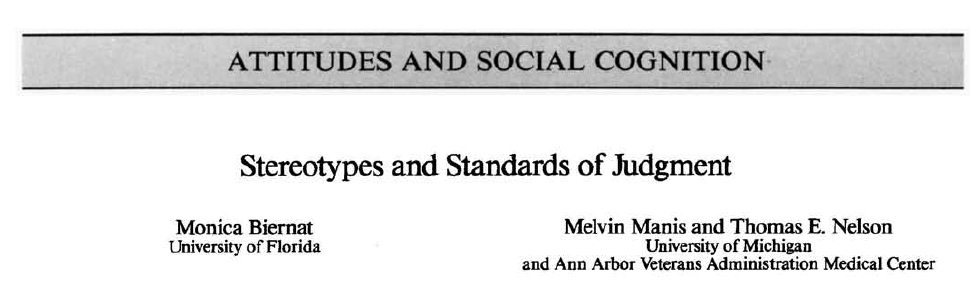 ATTITUDES AND SOCIAL COGNITION
Stereotypes and Standards of Judgment
Monica Biernat
University of Florida
Melvin Manis and Thomas E. Nelson
University of Michigan
and Ann Arbor Veterans Administration Medical Center